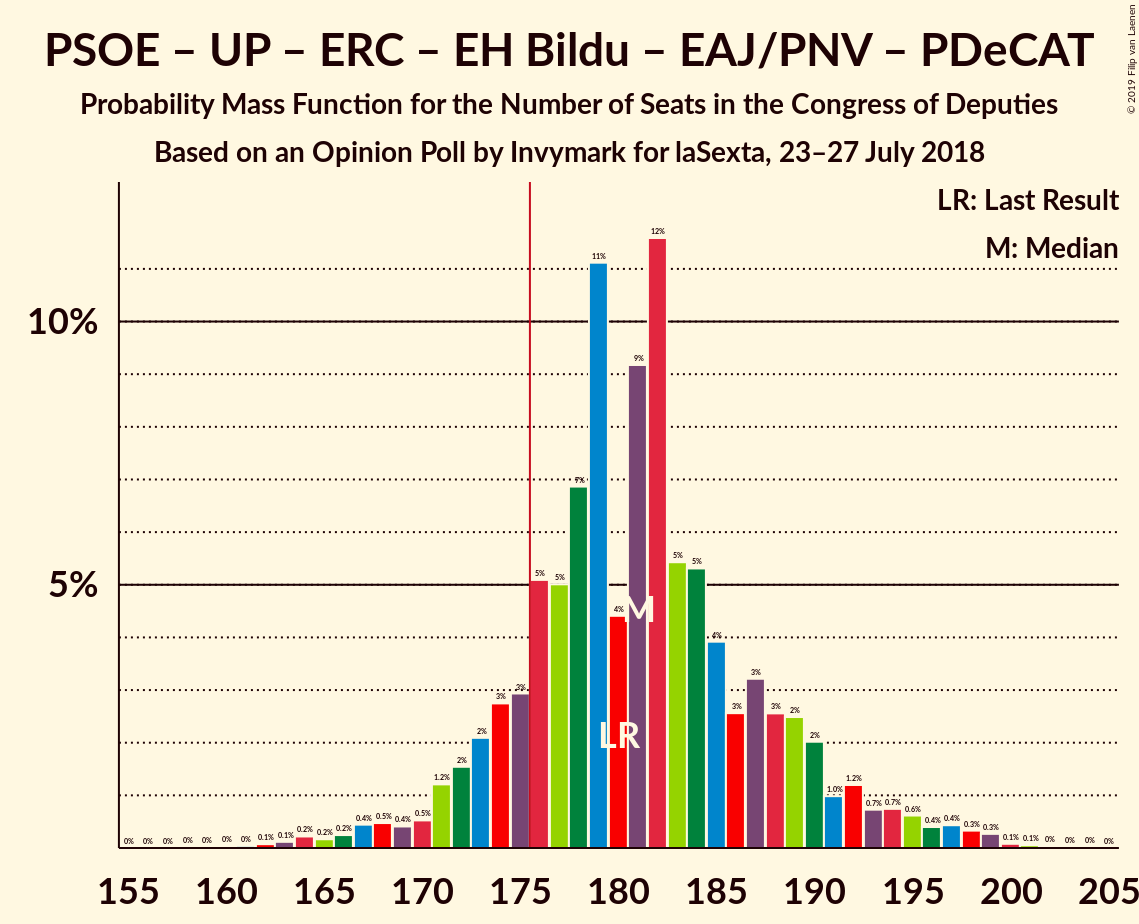 PSOE – UP – ERC – EH Bildu – EAJ/PNV – PDeCAT
Probability Mass Function for the Number of Seats in the Congress of Deputies
Based on an Opinion Poll by Invymark for laSexta, 23–27 July 2018
© 2019 Filip van Laenen
LR: Last Result
M: Median
10%
5%
0% 0% 0% 0% 0% 0% 0% 0.1% 0.1% 0.2% 0.2% 0.2% 0.4% 0.5% 0.4% 0.5% 1.2% 2% 2% 3% 3% 5% 5% 7% 11% 4% 9% 12% 5% 5% 4% 3% 3% 3% 2% 2% 1.0% 1.2% 0.7% 0.7% 0.6% 0.4% 0.4% 0.3% 0.3% 0.1% 0.1% 0% 0% 0% 0%
M
LR
155 160 165 170 175 180 185 190 195 200 205